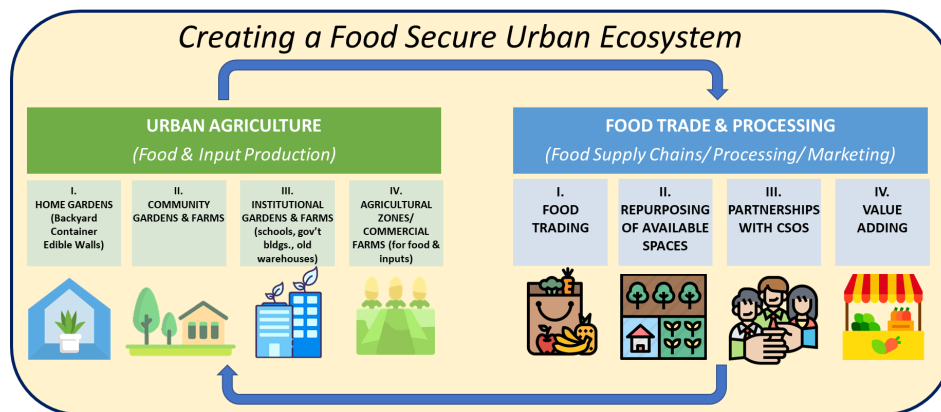 Creating a Food Secure Urban Ecosystem
URBAN AGRICULTURE
(Food & Input Production)
I.
HOME GARDENS
(Backyard
Container
Edible Walls)
II.
COMMUNITY
GARDENS & FARMS
III.
INSTITUTIONAL
GARDENS & FARMS
(schools, gov't
bldgs., old
warehouses)
IV.
AGRICULTURAL
ZONES/
COMMERCIAL
FARMS (for food &
inputs)
FOOD TRADE & PROCESSING
(Food Supply Chains/ Processing/ Marketing)
I.
FOOD
TRADING
II.
REPURPOSING
OF AVAILABLE
SPACES
III.
PARTNERSHIPS
WITH CSOS
IV.
VALUE
ADDING